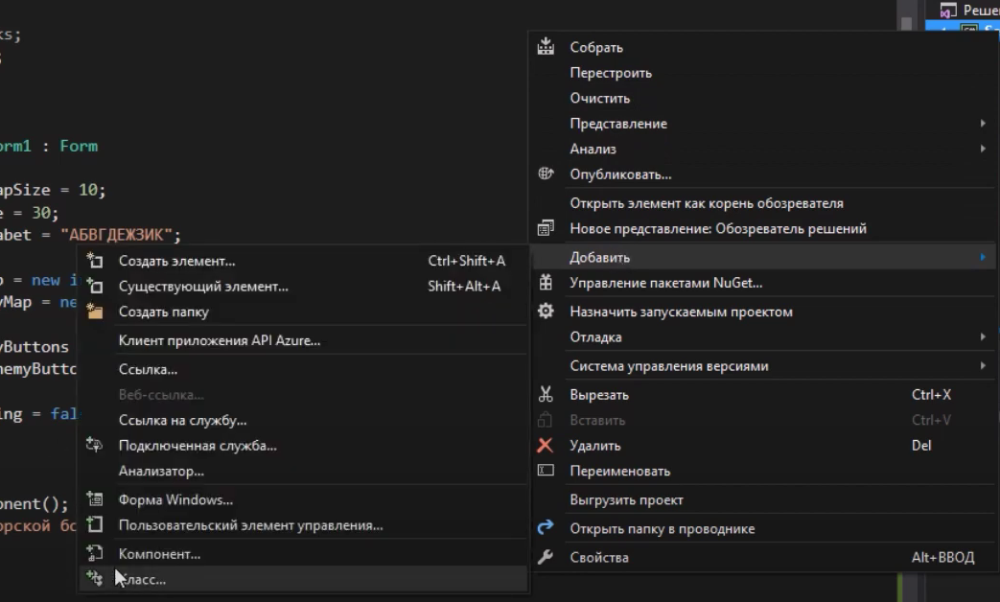 Реше
Собрать
Перестроить
Очистить
Представление
Анализ
Опубликовать...
Открыть элемент как корень обозревателя
Новое представление: Обозреватель решений
Добавить
Управление пакетами NuGet...
Назначить запускаемым проектом
Отладка
Система управления версиями
Вырезать Ctrl+X
Вставить Ctrl+V
Удалить Del
Переименовать
Выгрузить проект
Открыть папку в проводнике
Свойства Alt+ВВОД
Создать элемент... Ctrl+Shift+A
Существующий элемент... Shift+Alt+A
Создать папку
Клиент приложения API Azure...
Ссылка...
Веб-ссылка...
Ссылка на службу...
Подключенная служба...
Анализатор...
Форма Windows...
Пользовательский элемент управления...
Компонент...
Класс...
ks;
;
orm1 : Form
apSize = 10;
e = 30;
abet = "АБВГДЕЖЗИК";
p = new i
yMap = ne
yButtons
nemyButto
ing = fal
onent();
орской бо